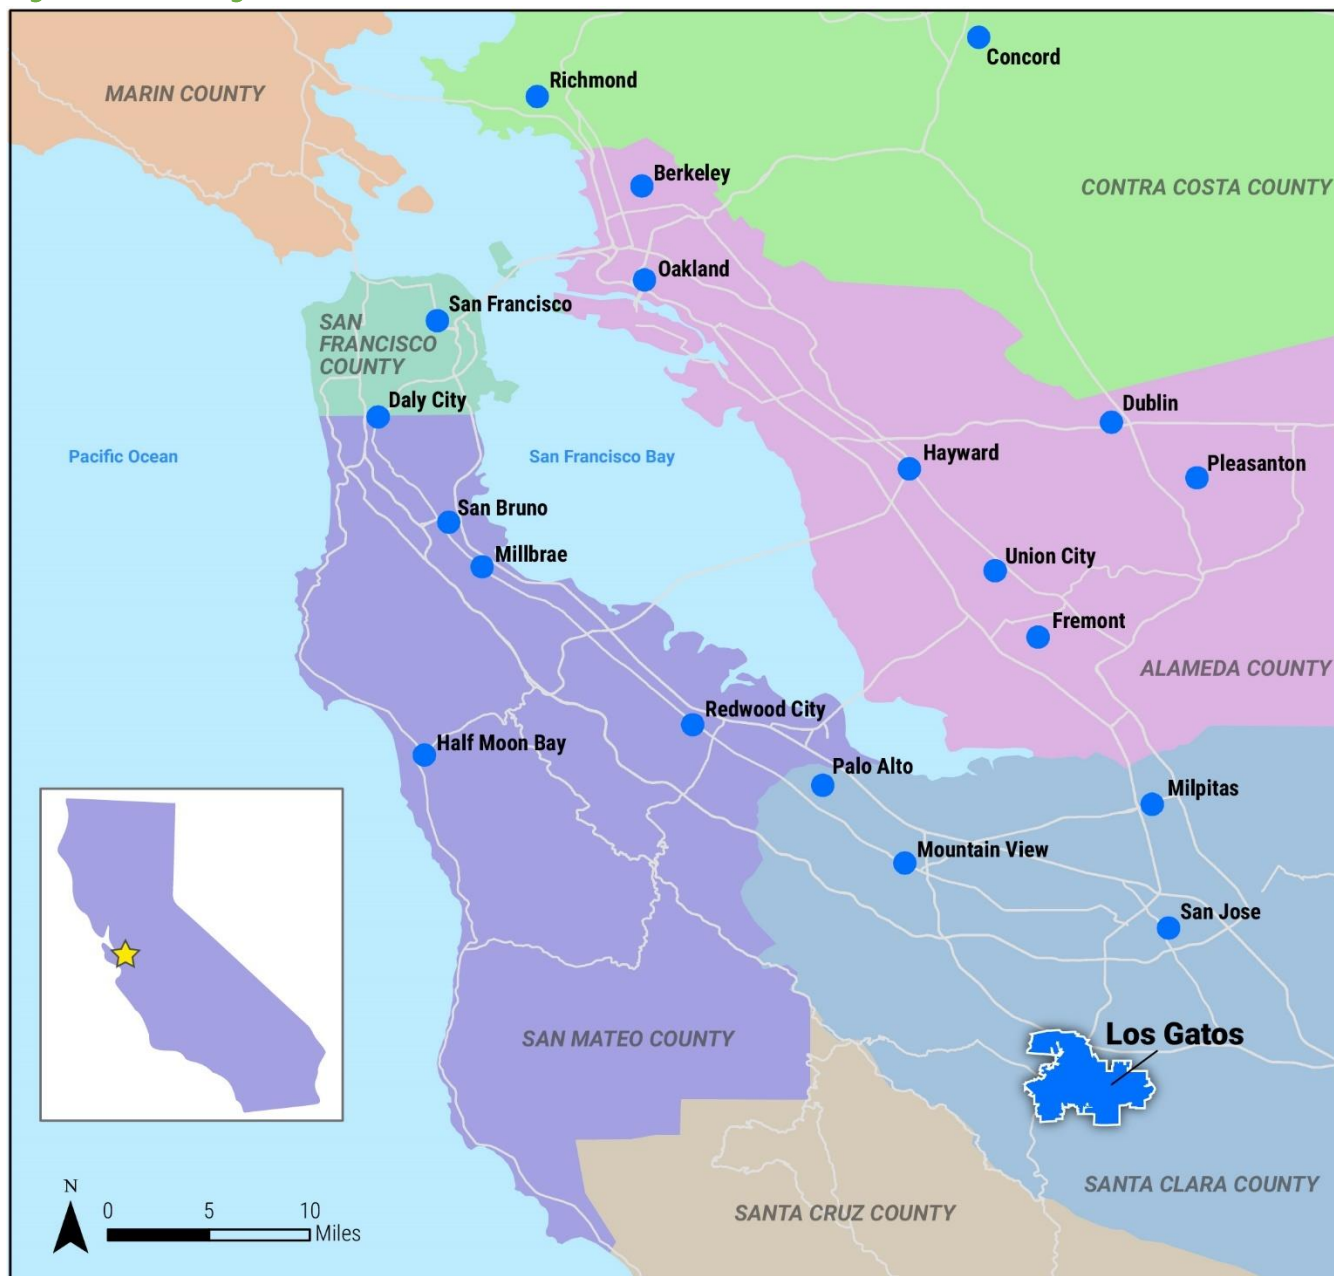 Concord
Richmond
MARIN COUNTY
Berkeley
CONTRA COSTA COUNTY
Oakland
San Francisco
SAN
FRANCISCO
COUNTY
Daly City
Dublin
Pacific Ocean
San Francisco Bay
Hayward
Pleasanton
San Bruno
Millbrae
Union City
Fremont
ALAMEDA COUNTY
Redwood City
Half Moon Bay
Palo Alto
Milpitas
Mountain View
San Jose
Los Gatos
SAN MATEO COUNTY
SANTA CLARA COUNTY
SANTA CRUZ COUNTY
N
0 5 10
Miles